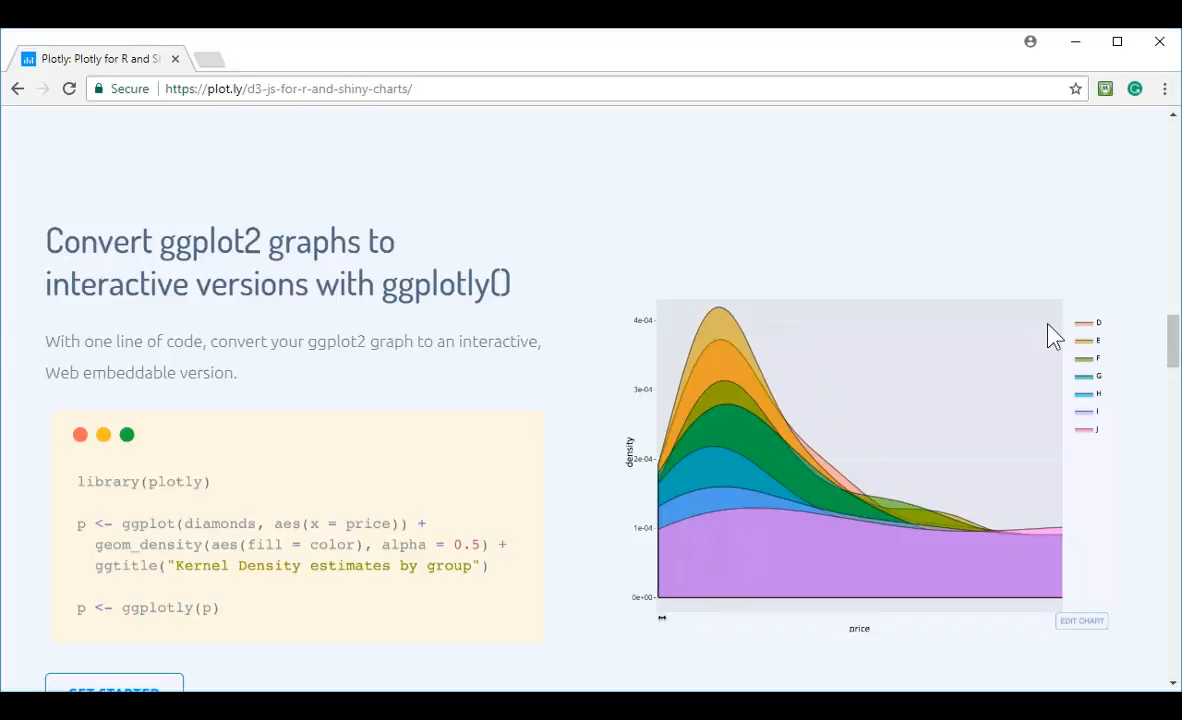 Plotly: Plotly for R and Sh
Secure
https://plot.ly/d3-js-for-r-and-shiny-charts/
Convert ggplot2 graphs to
interactive versions with ggplotly()
With one line of code, convert your ggplot2 graph to an interactive,
Web embeddable version.
library(plotly)
p <- ggplot(diamonds, aes(x = price)) +
geom_density(aes(fill = color), alpha = 0.5) +
ggtitle("Kernel Density estimates by group")
p <- ggplotly(p)
GET STARTED
4e-04
3e-04
2e-04
1e-04
0e+00
density
price
D
E
F
G
H
I
J
EDIT CHART